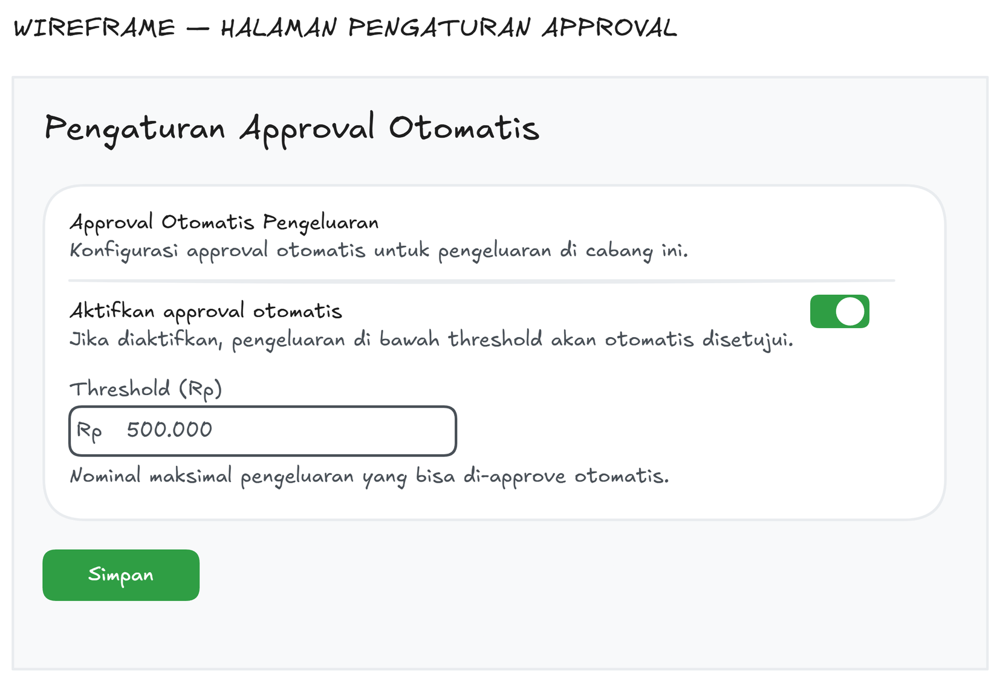 WIREFRAME — HALAMAN PENGATURAN APPROVAL
Pengaturan Approval Otomatis
Approval Otomatis Pengeluaran
Konfigurasi approval otomatis untuk pengeluaran di cabang ini.
Aktifkan approval otomatis
Jika diaktifkan, pengeluaran di bawah threshold akan otomatis disetujui.
Threshold (Rp)
Rp 500.000
Nominal maksimal pengeluaran yang bisa di-approve otomatis.
Simpan